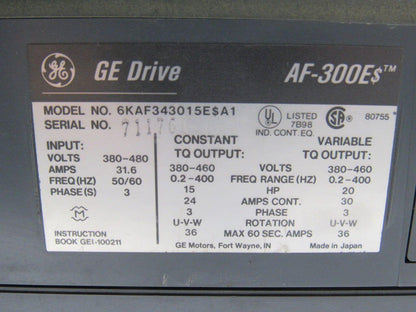 GE GE Drive AF-300E$™
MODEL NO. 6KAF343015E$A1
SERIAL NO. 71176
UL LISTED 7B98 IND. CONT. EQ.
SA 80755
INPUT:
VOLTS 380-480
AMPS 31.6
FREQ(HZ) 50/60
PHASE(S) 3
M
INSTRUCTION
BOOK GEI-100211
CONSTANT VARIABLE
TQ OUTPUT: TQ OUTPUT:
380-460 VOLTS 380-460
0.2-400 FREQ RANGE(HZ) 0.2-400
15 HP 20
24 AMPS CONT. 30
3 PHASE 3
U-V-W ROTATION U-V-W
36 MAX 60 SEC. AMPS 36
GE Motors, Fort Wayne, IN Made in Japan